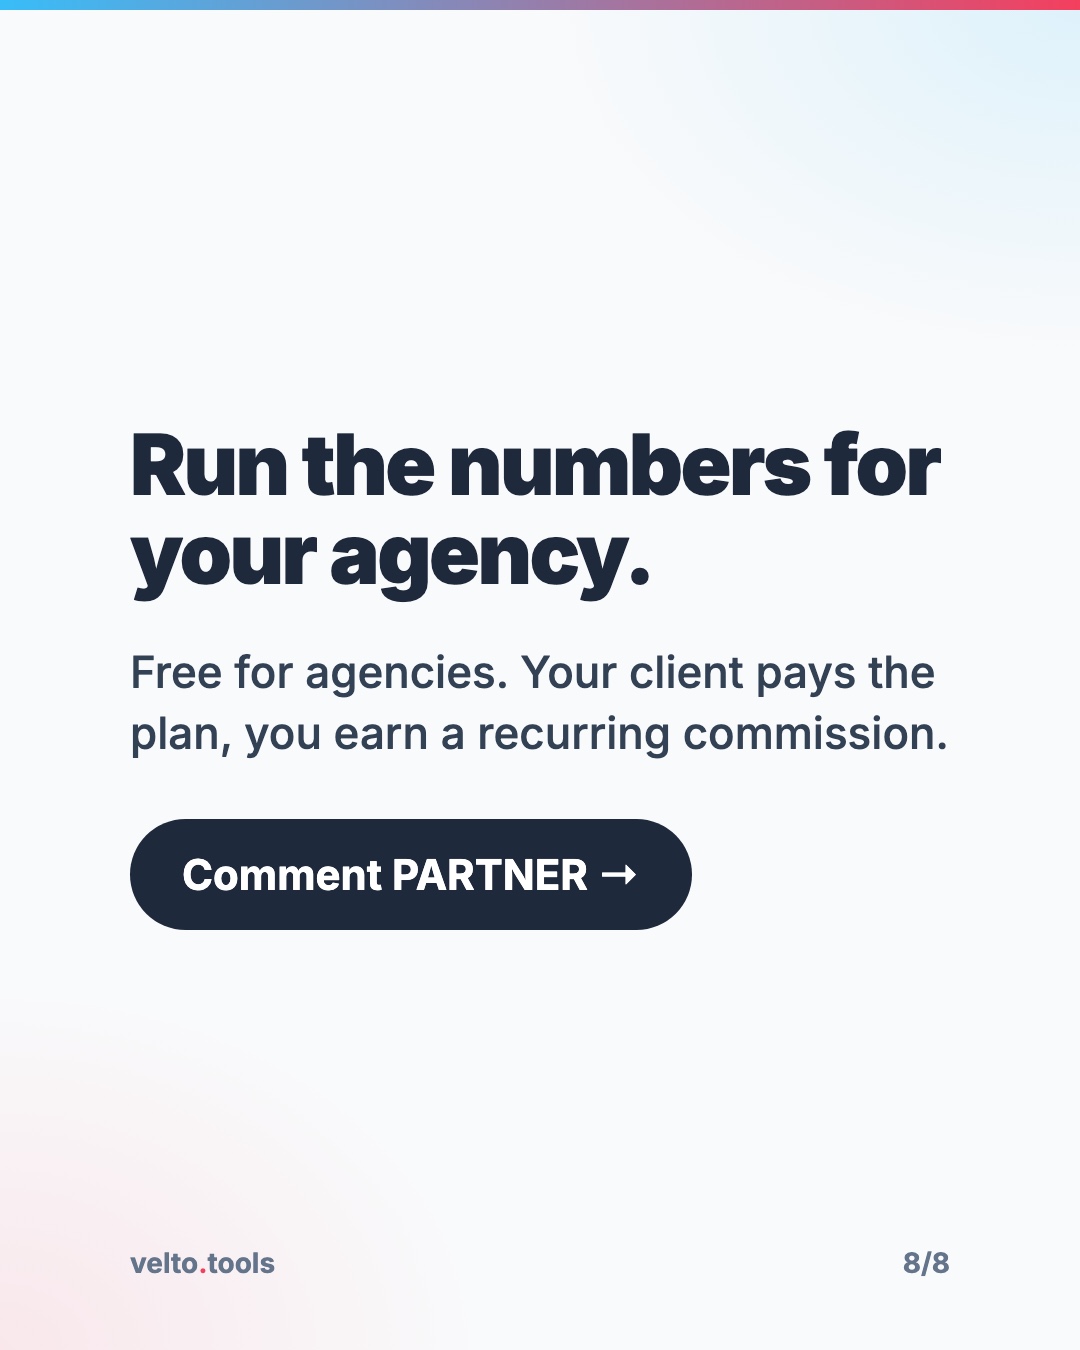 Run the numbers for
your agency.
Free for agencies. Your client pays the
plan, you earn a recurring commission.
Comment PARTNER →
velto.tools
8/8